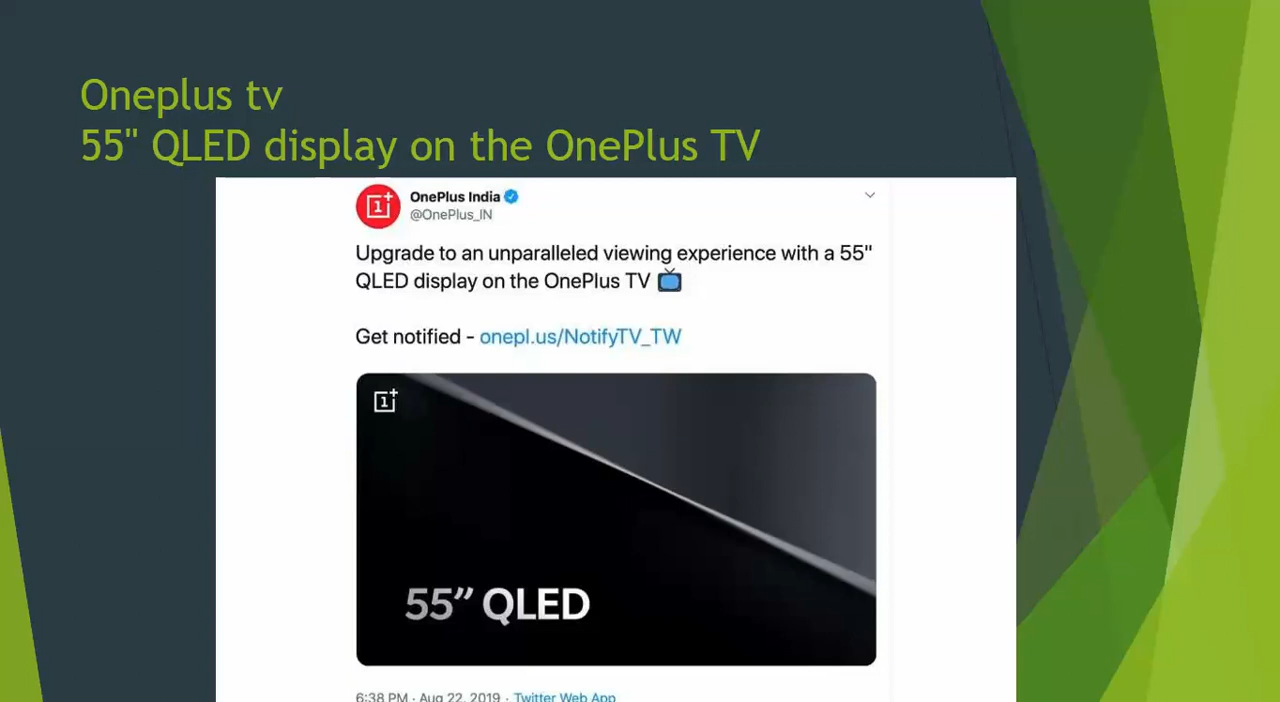 Oneplus tv
55" QLED display on the OnePlus TV
OnePlus India
@OnePlus_IN
Upgrade to an unparalleled viewing experience with a 55"
QLED display on the OnePlus TV 📺
Get notified - onepl.us/NotifyTV_TW
55” QLED
6:38 PM · Aug 22, 2019 · Twitter Web App